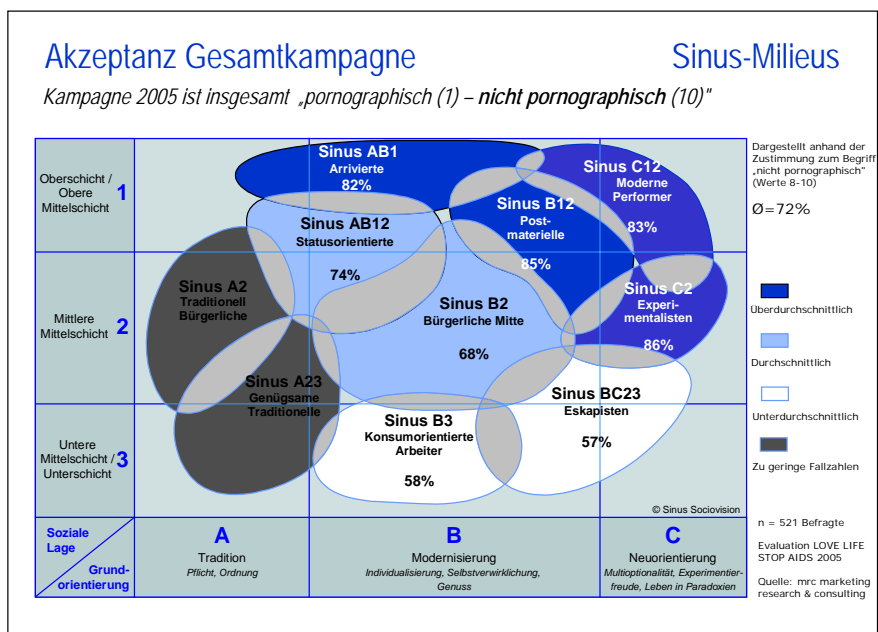 Akzeptanz Gesamtkampagne
Sinus-Milieus
Kampagne 2005 ist insgesamt „pornographisch (1) – nicht pornographisch (10)"
Oberschicht /
Obere
Mittelschicht
1
Mittlere
Mittelschicht
2
Untere
Mittelschicht /
Unterschicht
3
Sinus AB1
Arrivierte
82%
Sinus C12
Moderne
Performer
83%
Sinus B12
Post-
materielle
85%
Sinus AB12
Statusorientierte
74%
Sinus A2
Traditionell
Bürgerliche
Sinus B2
Bürgerliche Mitte
68%
Sinus C2
Experi-
mentalisten
86%
Sinus A23
Genügsame
Traditionelle
Sinus BC23
Eskapisten
57%
Sinus B3
Konsumorientierte
Arbeiter
58%
© Sinus Sociovision
Soziale
Lage
Grund-
orientierung
A
Tradition
Pflicht, Ordnung
B
Modernisierung
Individualisierung, Selbstverwirklichung,
Genuss
C
Neuorientierung
Multioptionalität, Experimentier-
freude, Leben in Paradoxien
Dargestellt anhand der
Zustimmung zum Begriff
„nicht pornographisch"
(Werte 8-10)
Ø=72%
Überdurchschnittlich
Durchschnittlich
Unterdurchschnittlich
Zu geringe Fallzahlen
n = 521 Befragte
Evaluation LOVE LIFE
STOP AIDS 2005
Quelle: mrc marketing
research & consulting